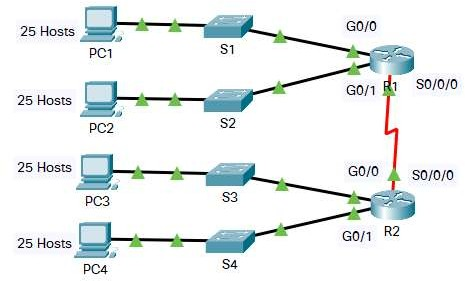 G0/0
25 Hosts
PC1
S1
R1
S0/0/0
G0/1
25 Hosts
PC2
S2
25 Hosts
PC3
S3
G0/0
S0/0/0
G0/1
R2
25 Hosts
PC4
S4